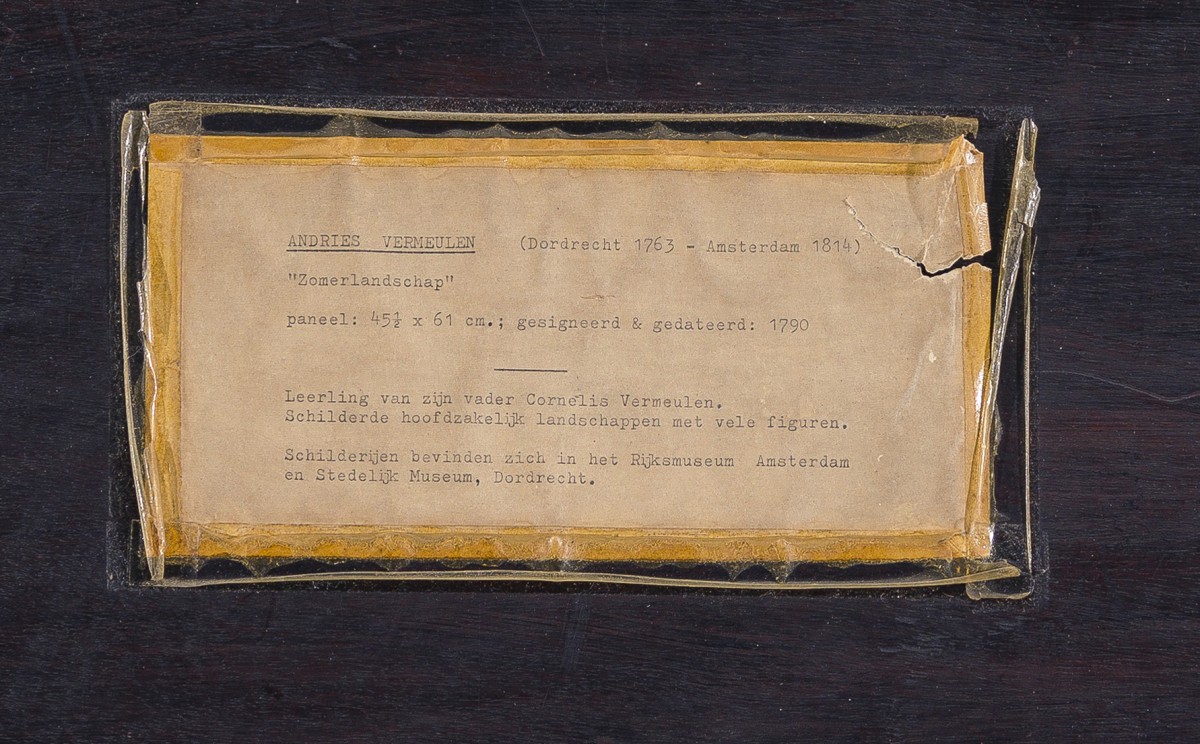 ANDRIES VERMEULEN (Dordrecht 1763 - Amsterdam 1814)
"Zomerlandschap"
paneel: 45½ x 61 cm.; gesigneerd & gedateerd: 1790
Leerling van zijn vader Cornelis Vermeulen.
Schilderde hoofdzakelijk landschappen met vele figuren.
Schilderijen bevinden zich in het Rijksmuseum Amsterdam
en Stedelijk Museum, Dordrecht.